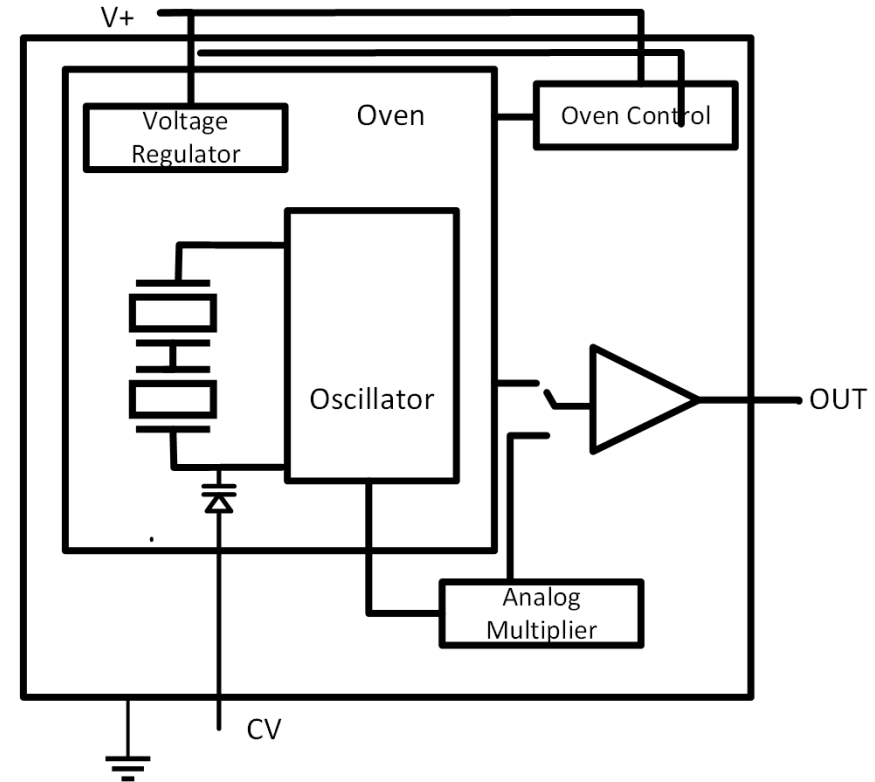 V+
Voltage
Regulator
Oven
Oven Control
Oscillator
OUT
Analog
Multiplier
CV